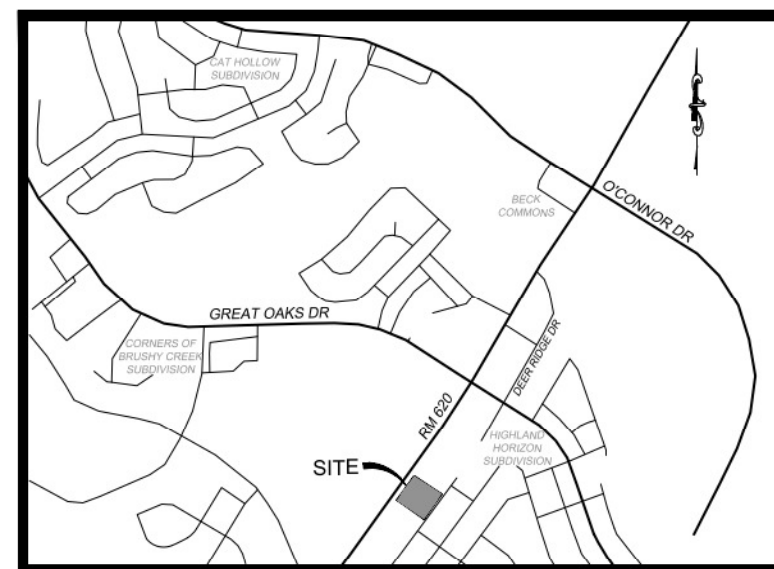 CAT HOLLOW
SUBDIVISION
BECK
COMMONS
O'CONNOR DR
GREAT OAKS DR
CORNERS OF
BRUSHY CREEK
SUBDIVISION
DEER RIDGE DR
RM 620
HIGHLAND
HORIZON
SUBDIVISION
SITE